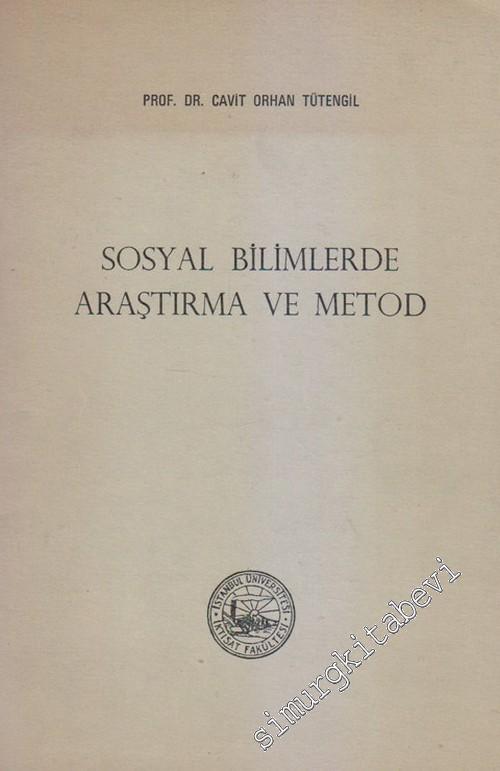 PROF. DR. CAVİT ORHAN TÜTENGİL
SOSYAL BİLİMLERDE
ARAŞTIRMA VE METOD
İSTANBUL ÜNİVERSİTESİ
İKTİSAT FAKÜLTESİ
simurgkitabevi